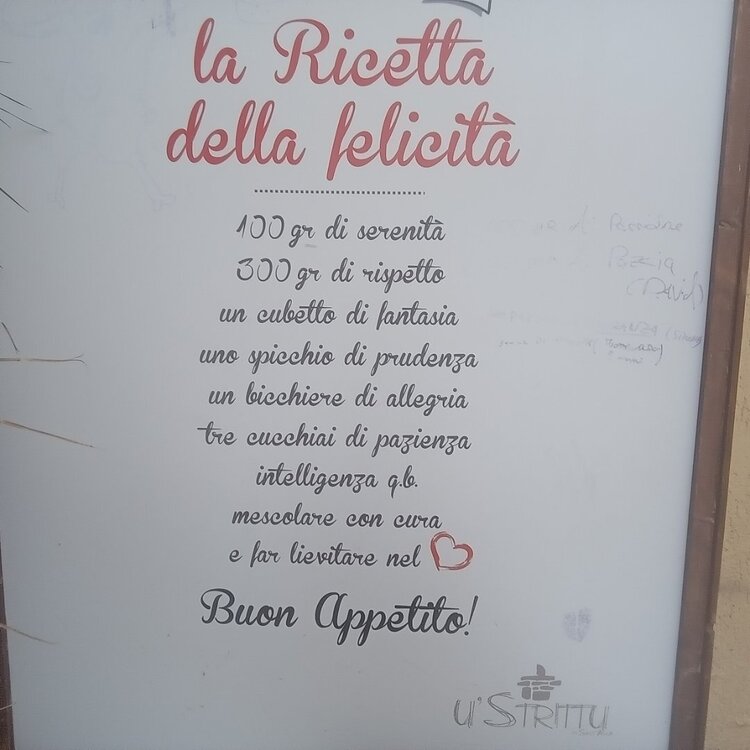 la Ricetta
della felicità
100 gr di serenità
300 gr di rispetto
un cubetto di fantasia
uno spicchio di prudenza
un bicchiere di allegria
tre cucchiai di pazienza
intelligenza q.b.
mescolare con cura
e far lievitare nel
Buon Appetito!
U'STRITTU